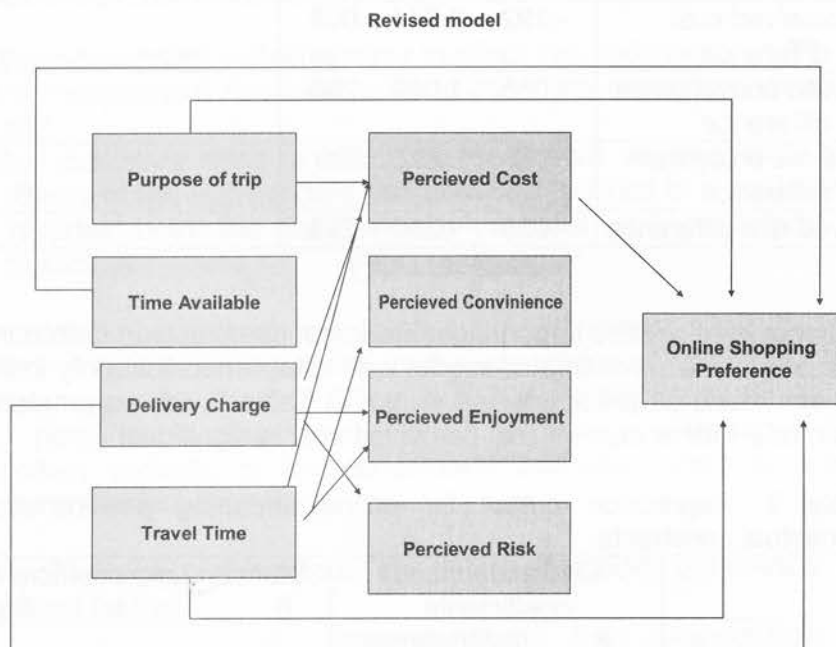 Revised model
Purpose of trip
Percieved Cost
Time Available
Percieved Convinience
Online Shopping
Preference
Delivery Charge
Percieved Enjoyment
Travel Time
Percieved Risk